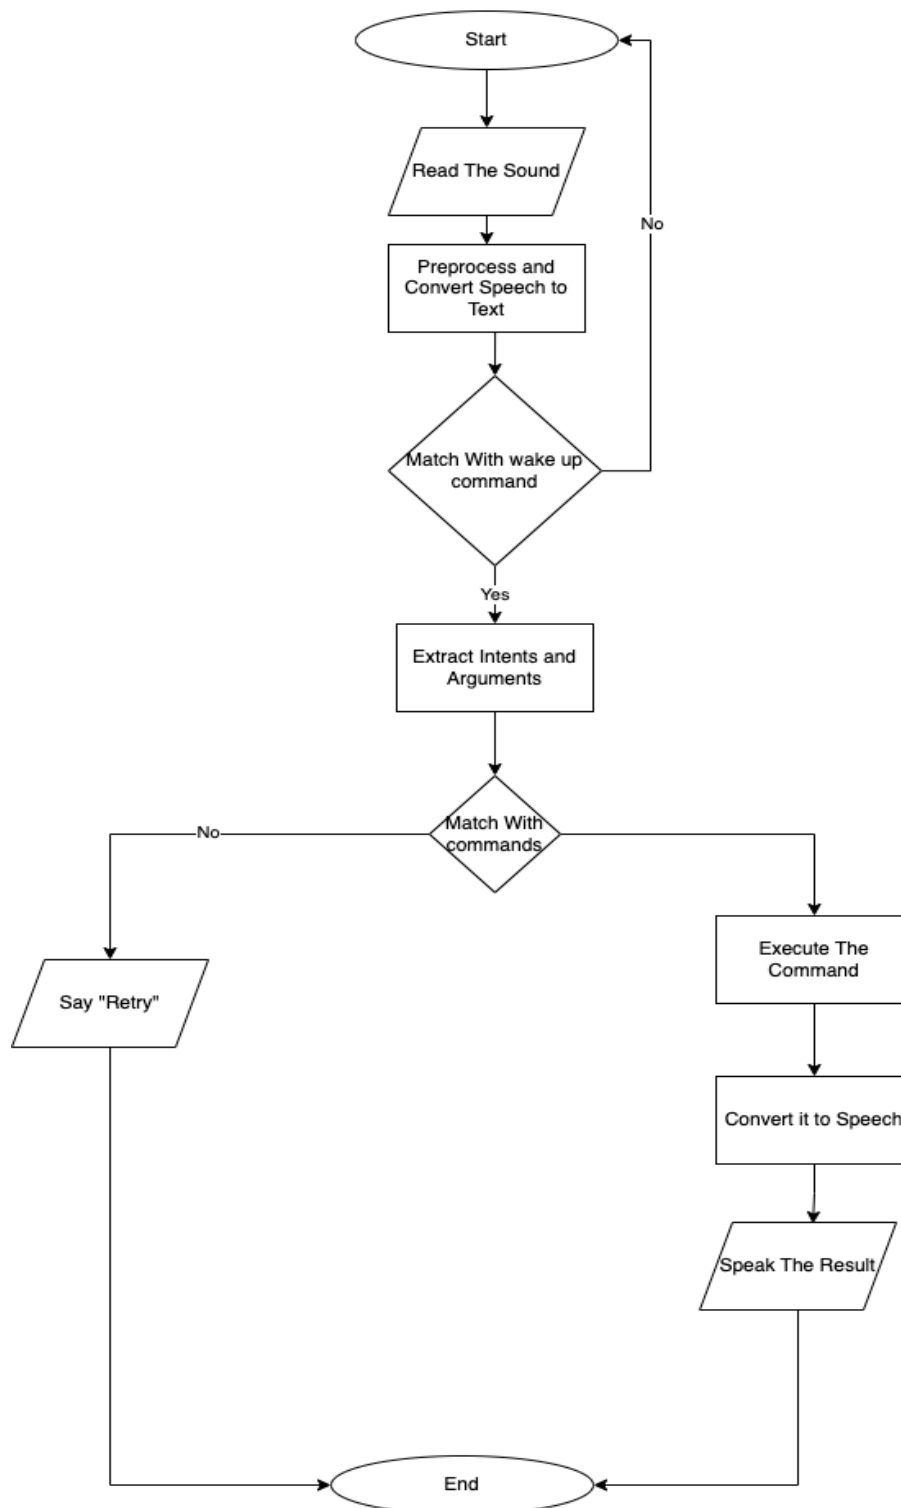 Start
Read The Sound
No
Preprocess and
Convert Speech to
Text
Match With wake up
command
Yes
Extract Intents and
Arguments
No
Match With
commands
Execute The
Command
Say "Retry"
Convert it to Speech
Speak The Result
End